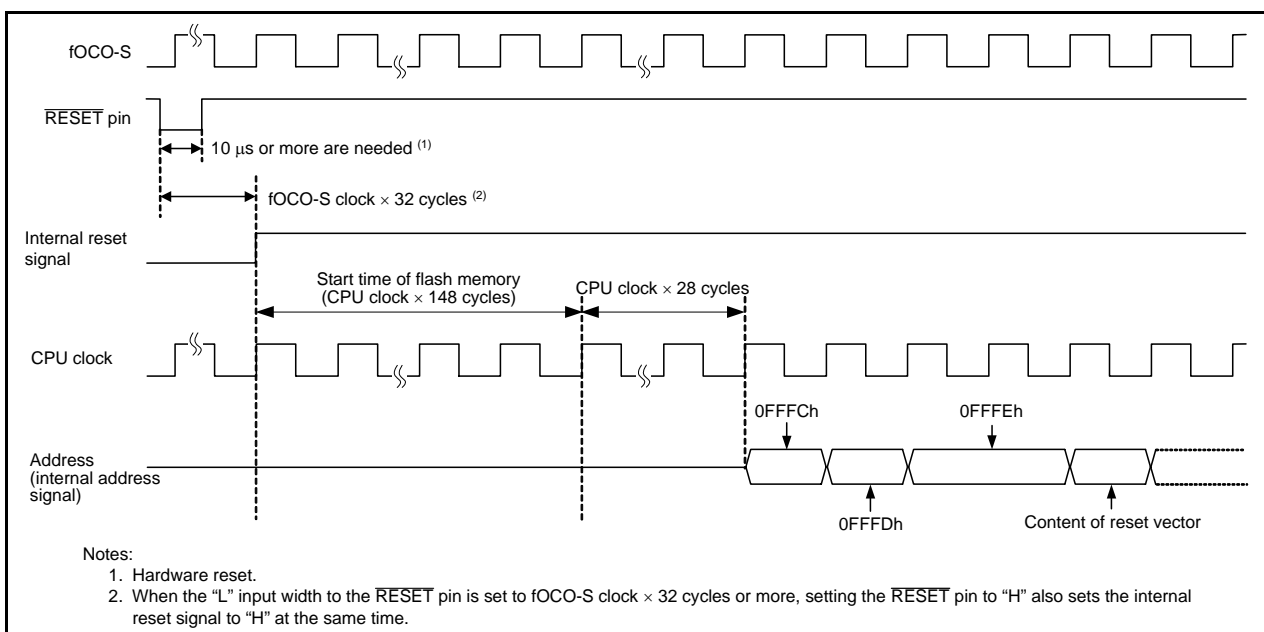 fOCO-S
RESET pin
10 μs or more are needed (1)
fOCO-S clock × 32 cycles (2)
Internal reset
signal
Start time of flash memory
(CPU clock × 148 cycles)
CPU clock × 28 cycles
CPU clock
0FFFCh
0FFFEh
Address
(internal address
signal)
0FFFDh
Content of reset vector
Notes:
1. Hardware reset.
2. When the “L” input width to the RESET pin is set to fOCO-S clock × 32 cycles or more, setting the RESET pin to “H” also sets the internal
reset signal to “H” at the same time.